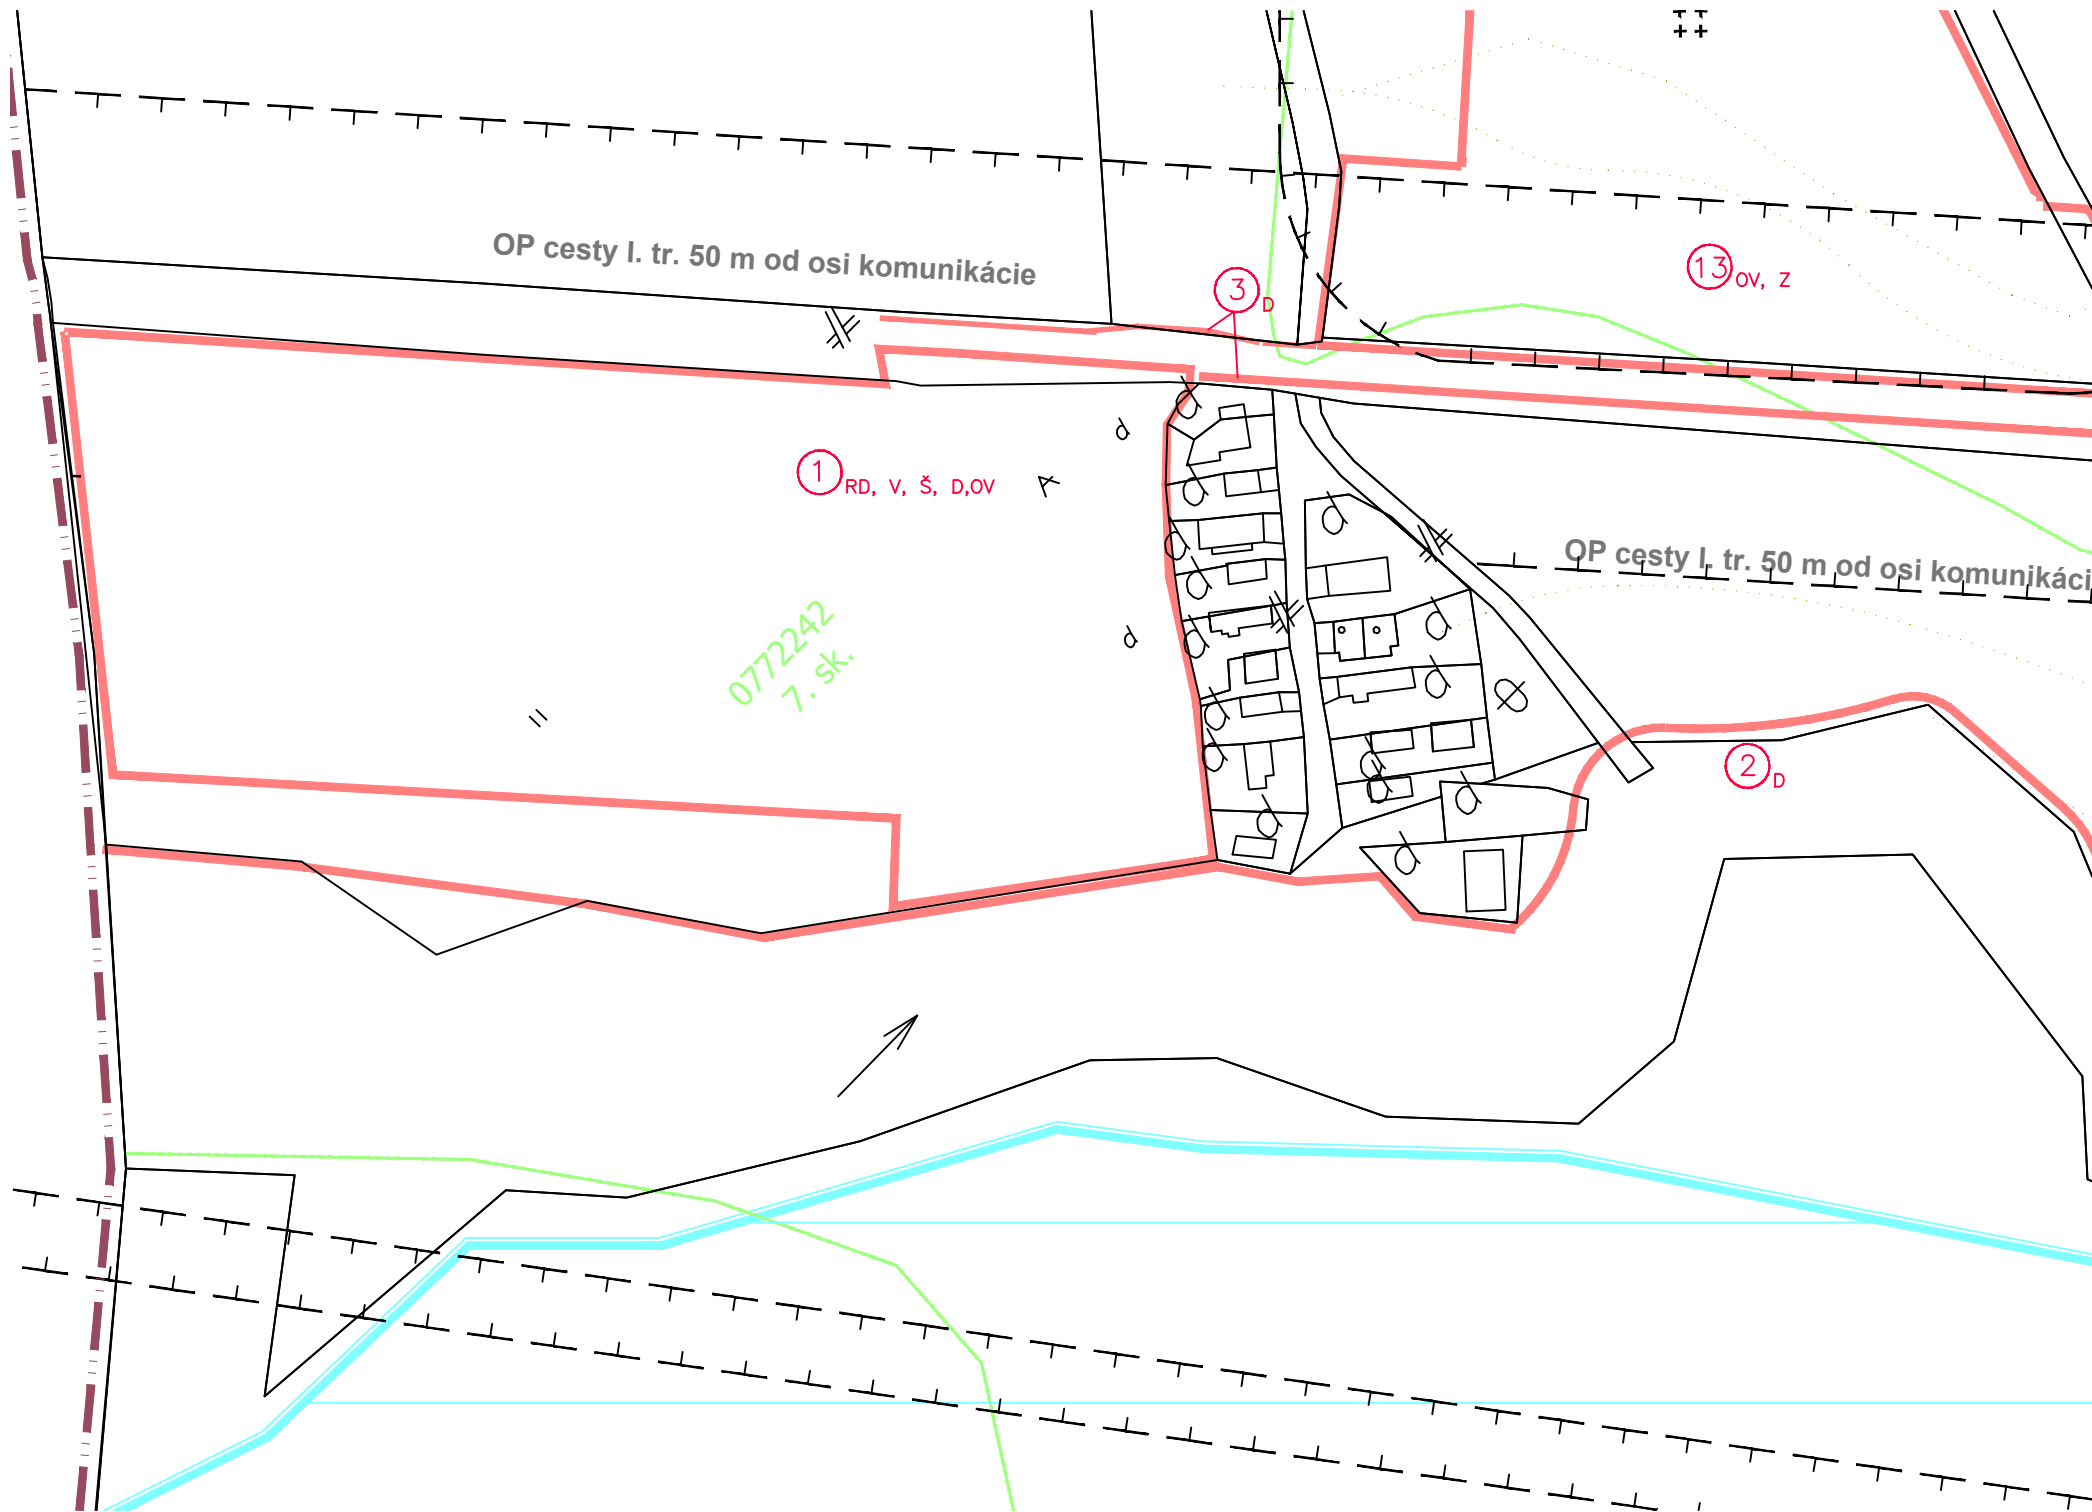 OP cesty I. tr. 50 m od osi komunikácie
3 D
13 OV, Z
1 RD, V, Š, D,OV
OP cesty I. tr. 50 m od osi komunikáci
0772242
7. sk.
2 D